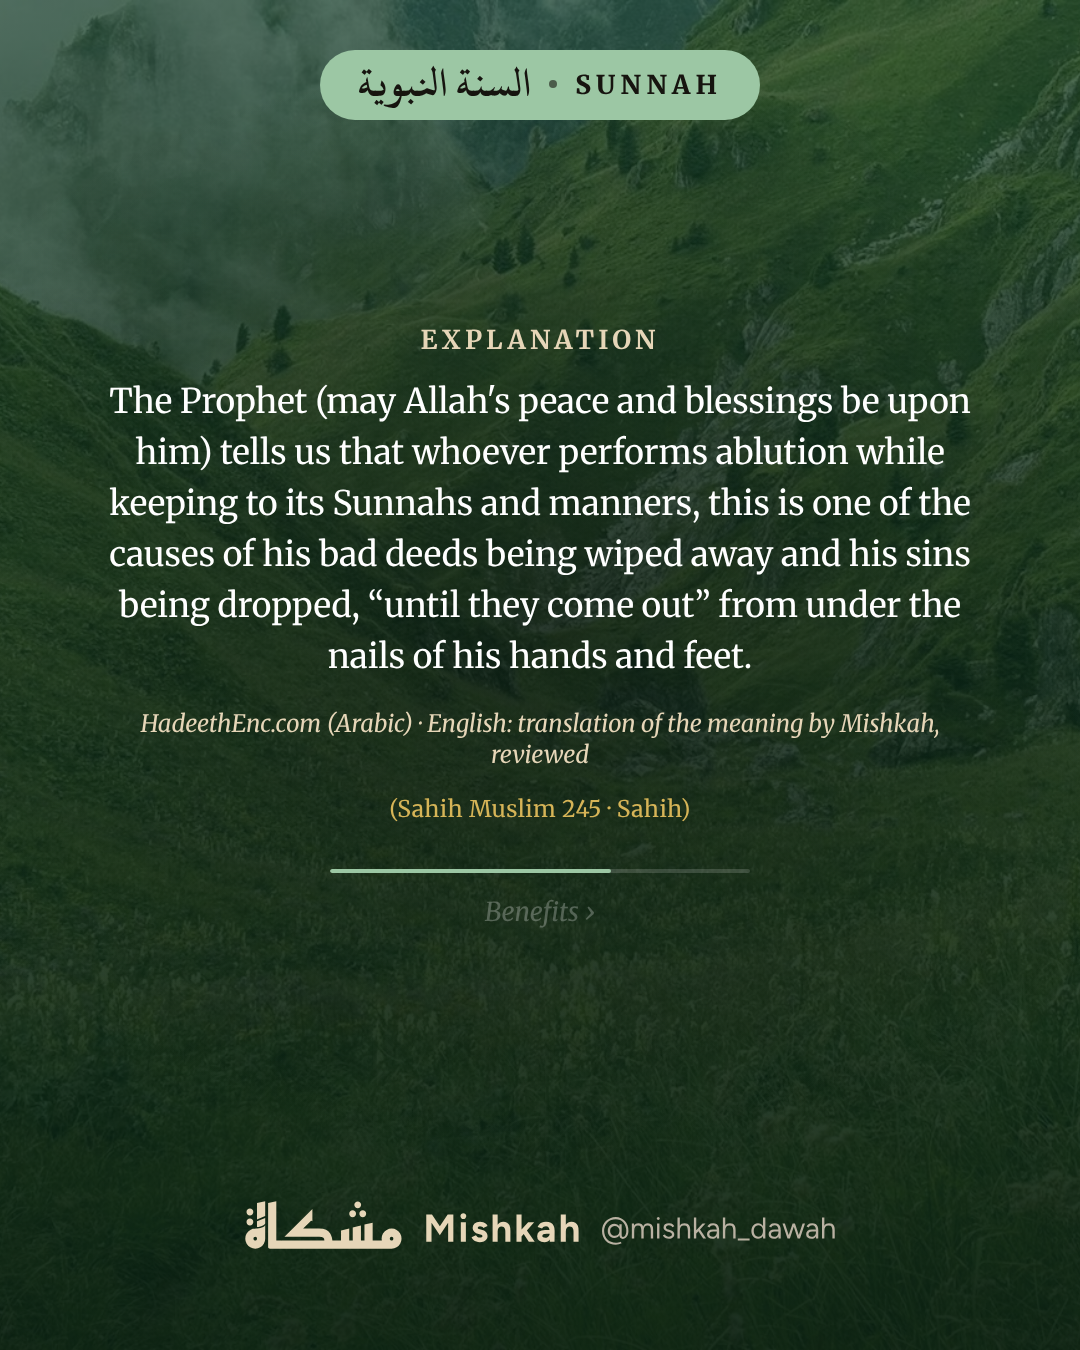 السنة النبوية • SUNNAH
EXPLANATION
The Prophet (may Allah's peace and blessings be upon
him) tells us that whoever performs ablution while
keeping to its Sunnahs and manners, this is one of the
causes of his bad deeds being wiped away and his sins
being dropped, “until they come out” from under the
nails of his hands and feet.
HadeethEnc.com (Arabic) · English: translation of the meaning by Mishkah,
reviewed
(Sahih Muslim 245 · Sahih)
Benefits ›
مشكاة Mishkah @mishkah_dawah